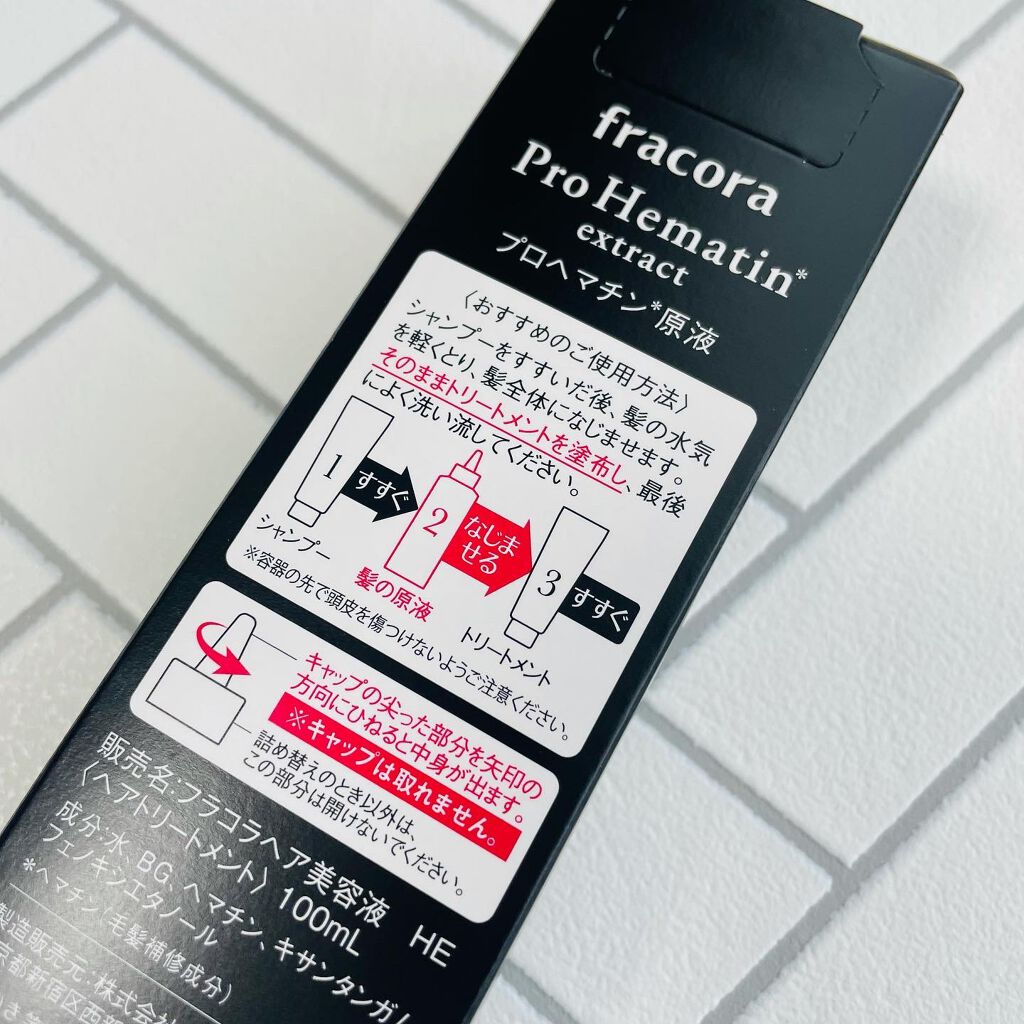 fracora
Pro Hematin*
extract
プロヘマチン*原液
〈おすすめのご使用方法〉
シャンプーをすすいだ後、髪の水気
を軽くとり、髪全体になじませます。
そのままトリートメントを塗布し、最後
によく洗い流してください。
1
すすぐ
2
なじま
せる
3
すすぐ
シャンプー
髪の原液
トリートメント
※容器の先で頭皮を傷つけないようご注意ください。
キャップの尖った部分を矢印の
方向にひねると中身が出ます。
※キャップは取れません。
詰め替えのとき以外は、
この部分は開けないでください。
販売名:フラコラヘア美容液 HE
〈ヘアトリートメント〉 100mL
成分:水、BG、ヘマチン、キサンタンガ
フェノキシエタノール
*ヘマチン(毛髪補修成分)
製造販売元:株式会社
京都新宿区西